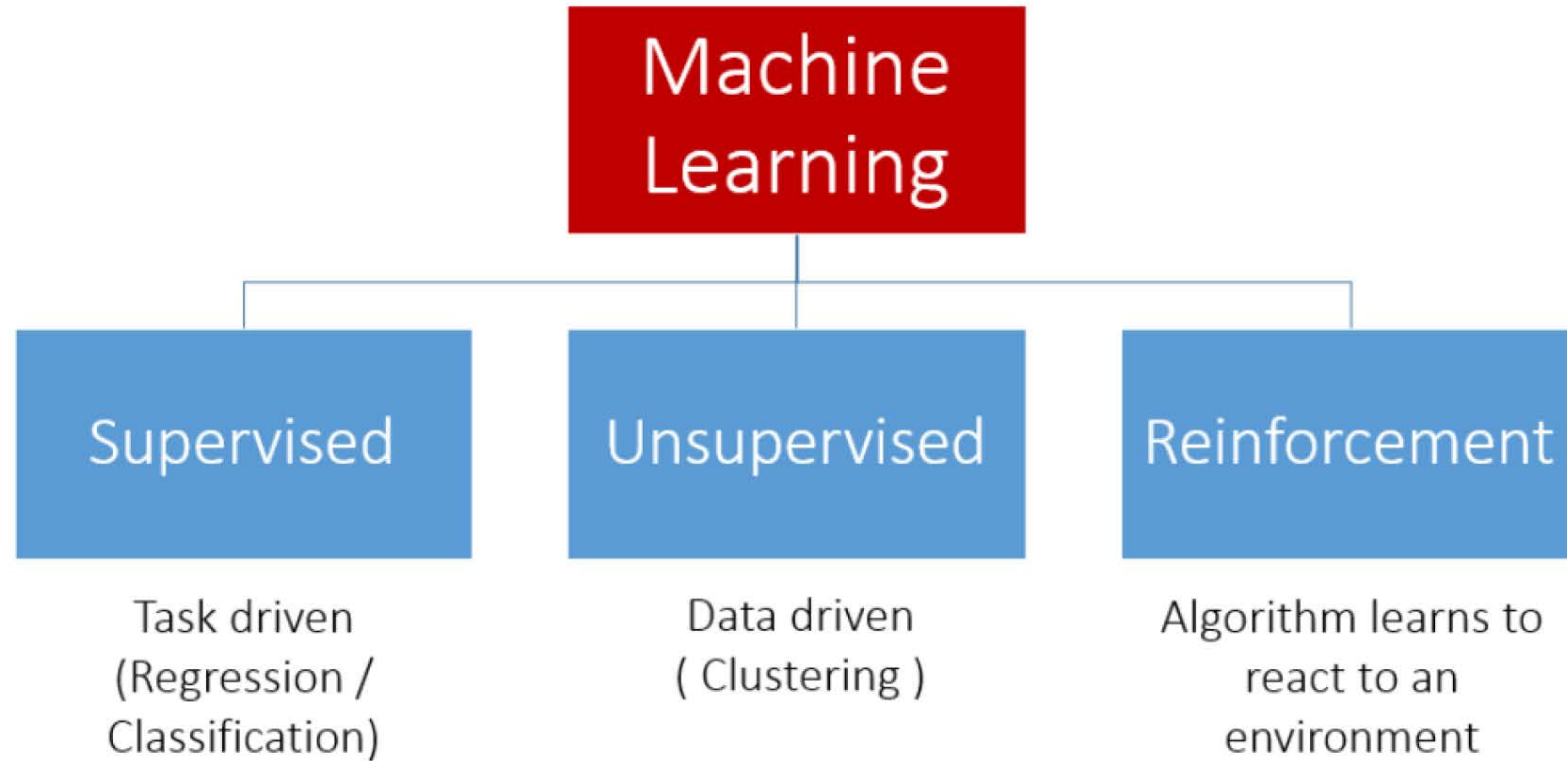 Machine
Learning
Supervised
Unsupervised
Reinforcement
Task driven
(Regression /
Classification)
Data driven
( Clustering )
Algorithm learns to
react to an
environment